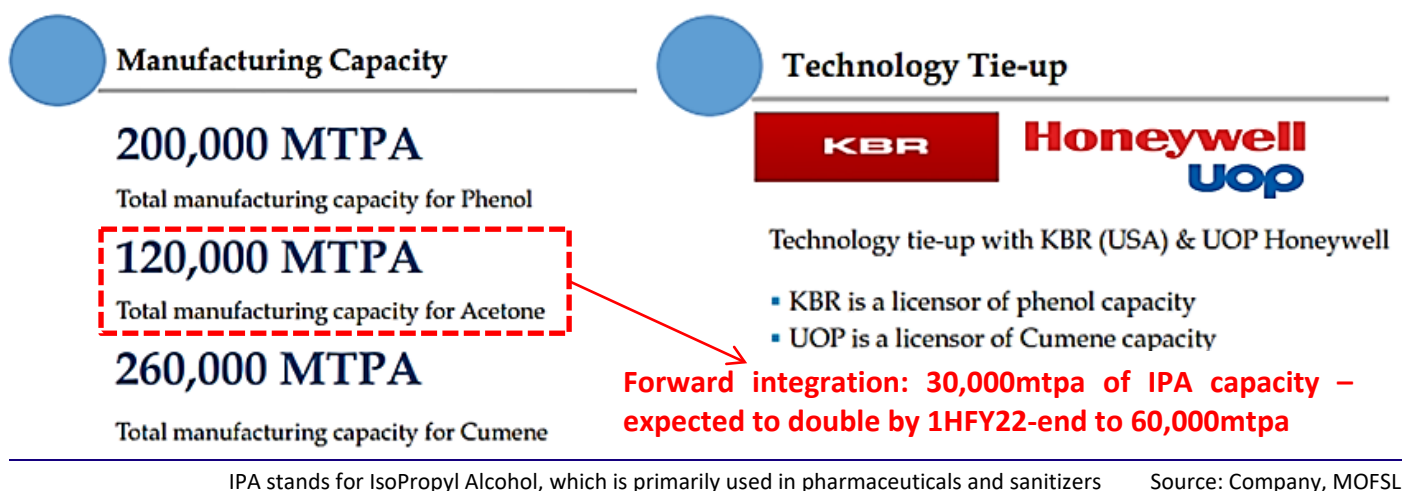 Manufacturing Capacity
200,000 MTPA
Total manufacturing capacity for Phenol
120,000 MTPA
Total manufacturing capacity for Acetone
260,000 MTPA
Total manufacturing capacity for Cumene
Technology Tie-up
KBR
Honeywell
UOP
Technology tie-up with KBR (USA) & UOP Honeywell
▪ KBR is a licensor of phenol capacity
▪ UOP is a licensor of Cumene capacity
Forward integration: 30,000mtpa of IPA capacity –
expected to double by 1HFY22-end to 60,000mtpa
IPA stands for IsoPropyl Alcohol, which is primarily used in pharmaceuticals and sanitizers
Source: Company, MOFSL